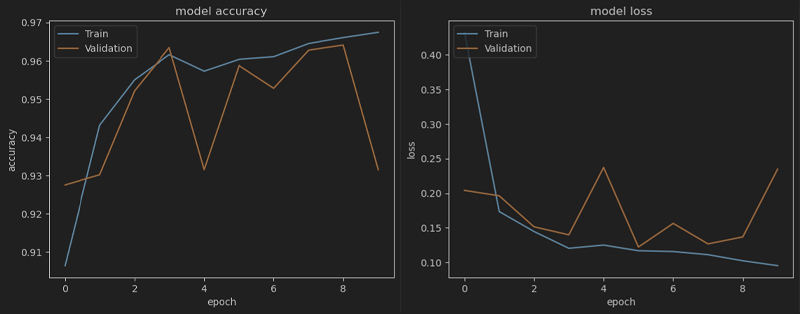 model accuracy
Train
Validation
0.97
0.96
0.95
0.94
0.93
0.92
0.91
accuracy
0 2 4 6 8
epoch
model loss
Train
Validation
0.40
0.35
0.30
0.25
0.20
0.15
0.10
loss
0 2 4 6 8
epoch